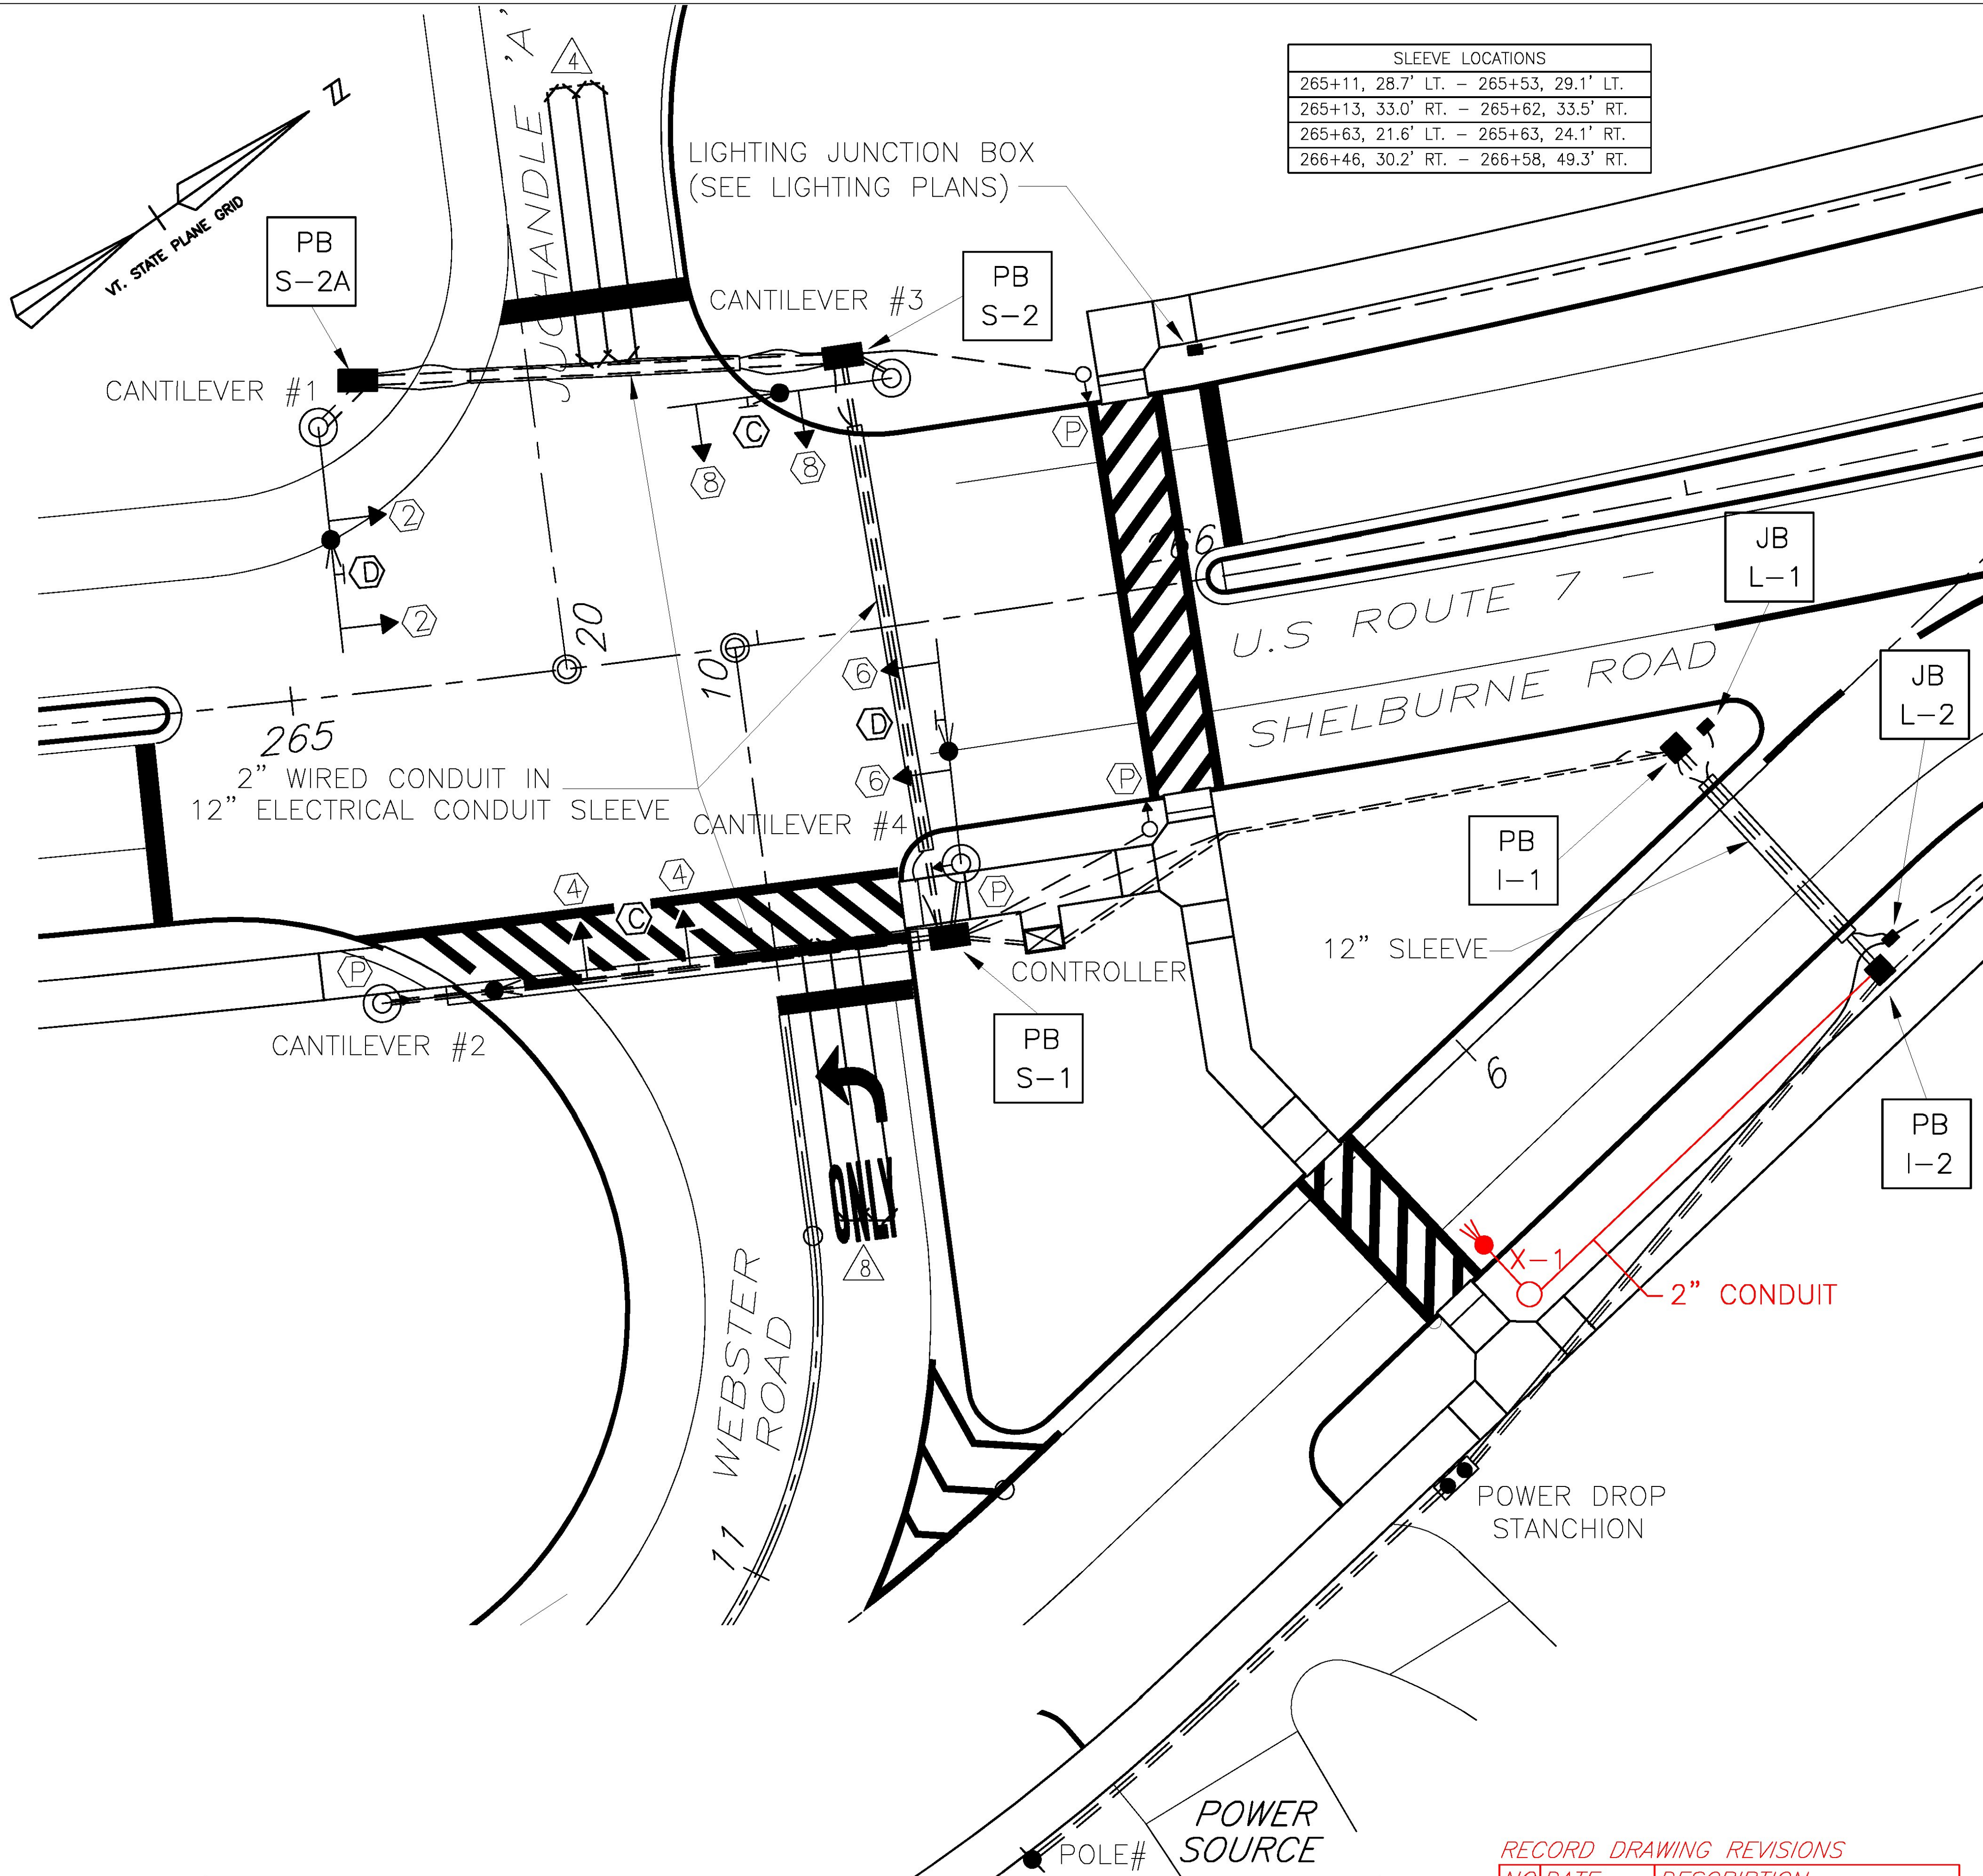 SLEEVE LOCATIONS
265+11, 28.7' LT. - 265+53, 29.1' LT.
265+13, 33.0' RT. - 265+62, 33.5' RT.
265+63, 21.6' LT. - 265+63, 24.1' RT.
266+46, 30.2' RT. - 266+58, 49.3' RT.
Z
VT. STATE PLANE GRID
JUGHANDLE 'A'
4
LIGHTING JUNCTION BOX
(SEE LIGHTING PLANS)
PB
S-2A
PB
S-2
CANTILEVER #3
CANTILEVER #1
C
8
8
P
2
D
2
20
10
265
266
L
U.S ROUTE 7 -
SHELBURNE ROAD
JB
L-1
JB
L-2
6
D
6
P
2" WIRED CONDUIT IN
12" ELECTRICAL CONDUIT SLEEVE
CANTILEVER #4
4
C
4
P
P
CONTROLLER
CANTILEVER #2
PB
S-1
PB
I-1
12" SLEEVE
PB
I-2
6
ONLY
8
X-1
2" CONDUIT
WEBSTER
ROAD
11
POWER DROP
STANCHION
POWER
SOURCE
POLE#
RECORD DRAWING REVISIONS
NO DATE DESCRIPTION